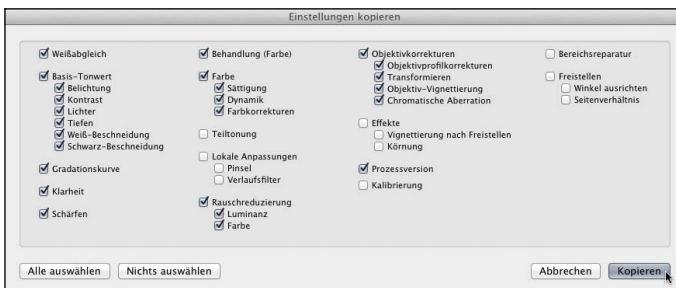 Einstellungen kopieren
Weißabgleich
Basis-Tonwert
Belichtung
Kontrast
Lichter
Tiefen
Weiß-Beschneidung
Schwarz-Beschneidung
Gradationskurve
Klarheit
Schärfen
Behandlung (Farbe)
Farbe
Sättigung
Dynamik
Farbkorrekturen
Teiltonung
Lokale Anpassungen
Pinsel
Verlaufsfilter
Rauschreduzierung
Luminanz
Farbe
Objektivkorrekturen
Objektivprofilkorrekturen
Transformieren
Objektiv-Vignettierung
Chromatische Aberration
Effekte
Vignettierung nach Freistellen
Körnung
Prozessversion
Kalibrierung
Bereichsreparatur
Freistellen
Winkel ausrichten
Seitenverhältnis
Alle auswählen
Nichts auswählen
Abbrechen
Kopieren